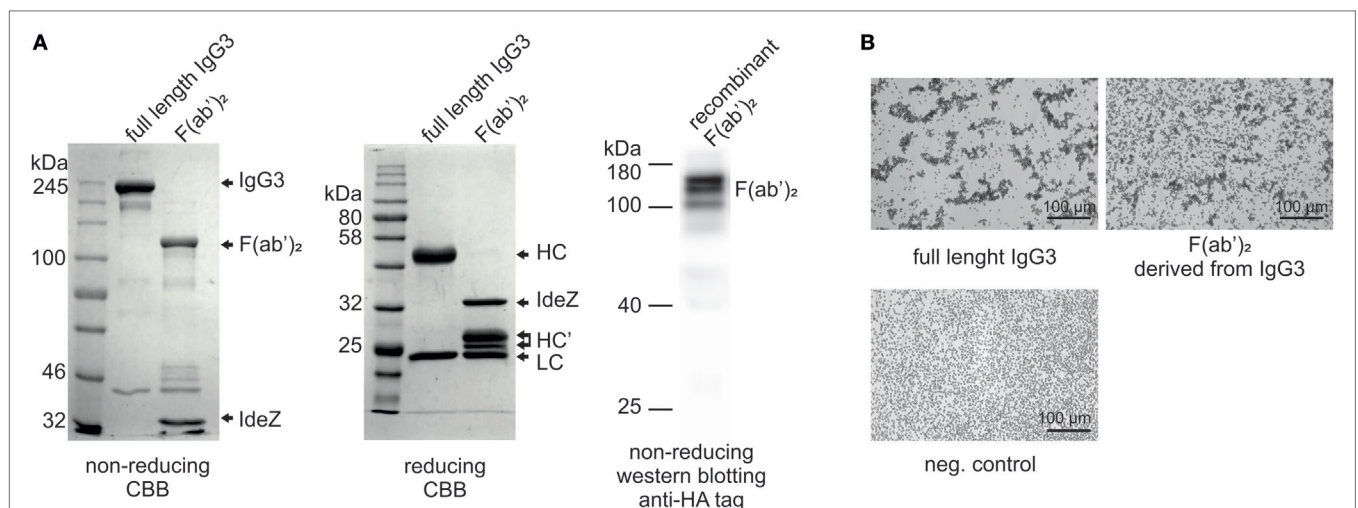 A
full length IgG3
F(ab')₂
kDa
245
100
46
32
IgG3
F(ab')₂
IdeZ
non-reducing
CBB
full length IgG3
F(ab')₂
kDa
80
58
32
25
HC
IdeZ
HC'
LC
reducing
CBB
recombinant
F(ab')₂
kDa
180
100
40
25
F(ab')₂
non-reducing
western blotting
anti-HA tag
B
100 µm
full lenght IgG3
100 µm
F(ab')₂
derived from IgG3
100 µm
neg. control